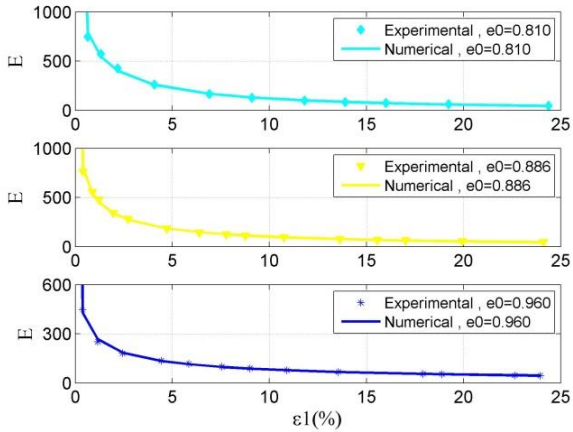 1000
500
0
E
Experimental , e0=0.810
Numerical , e0=0.810
0 5 10 15 20 25
1000
500
0
E
Experimental , e0=0.886
Numerical , e0=0.886
0 5 10 15 20 25
600
300
0
E
Experimental , e0=0.960
Numerical , e0=0.960
0 5 10 15 20 25
ε1(%)